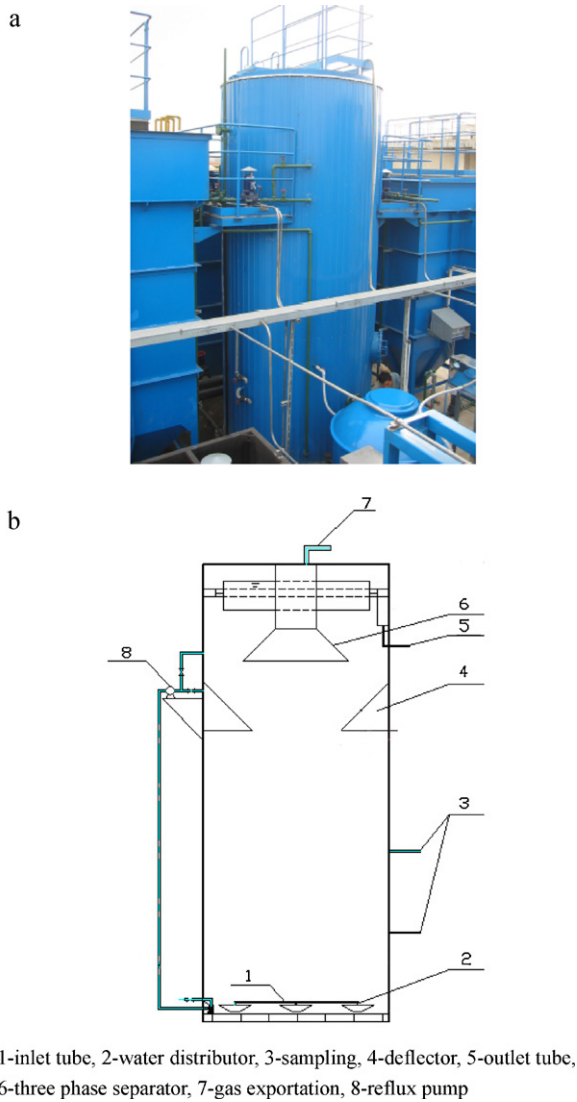 a
b
7
6
5
8
4
3
1
2
1-inlet tube, 2-water distributor, 3-sampling, 4-deflector, 5-outlet tube,
6-three phase separator, 7-gas exportation, 8-reflux pump